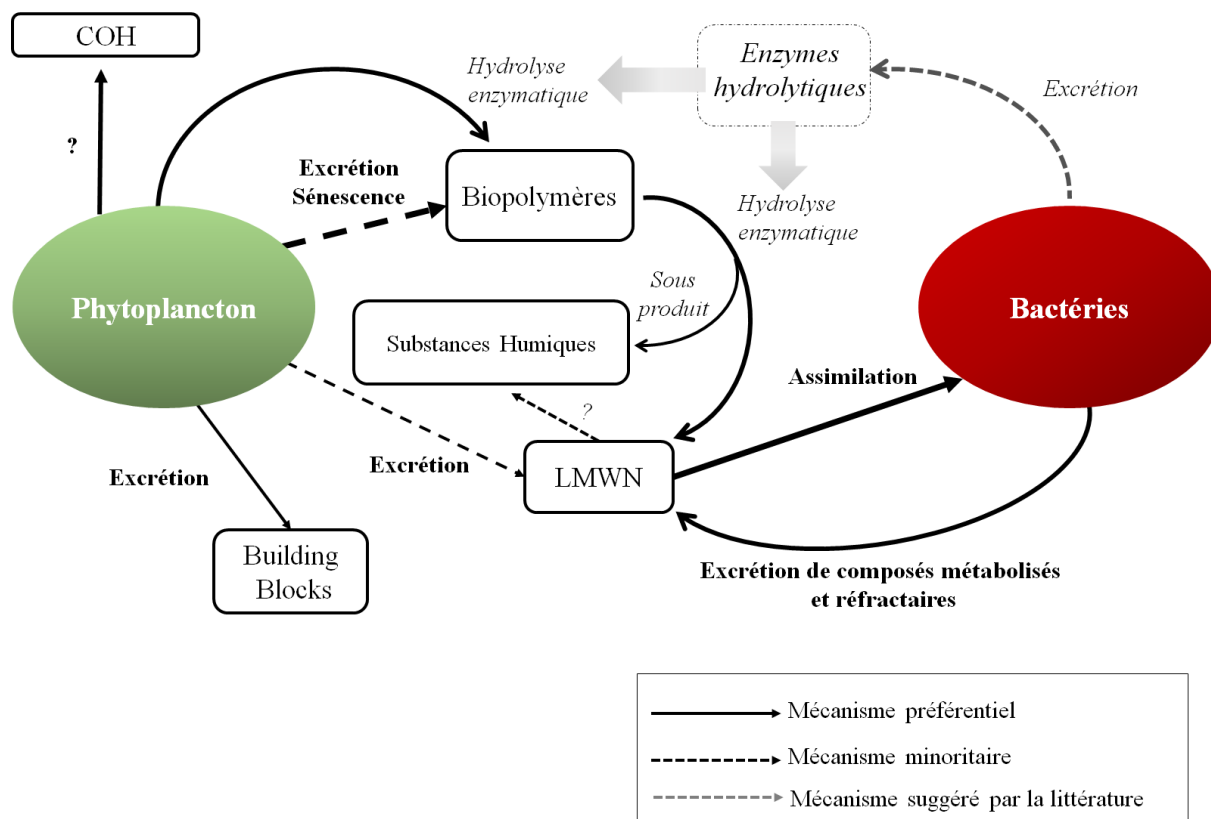 COH
?
Hydrolyse
enzymatique
Enzymes
hydrolytiques
Excrétion
Excrétion
Sénescence
Biopolymères
Hydrolyse
enzymatique
Phytoplancton
Sous
produit
Bactéries
Substances Humiques
Assimilation
?
Excrétion
Excrétion
LMWN
Building
Blocks
Excrétion de composés métabolisés
et réfractaires
Mécanisme préférentiel
Mécanisme minoritaire
Mécanisme suggéré par la littérature